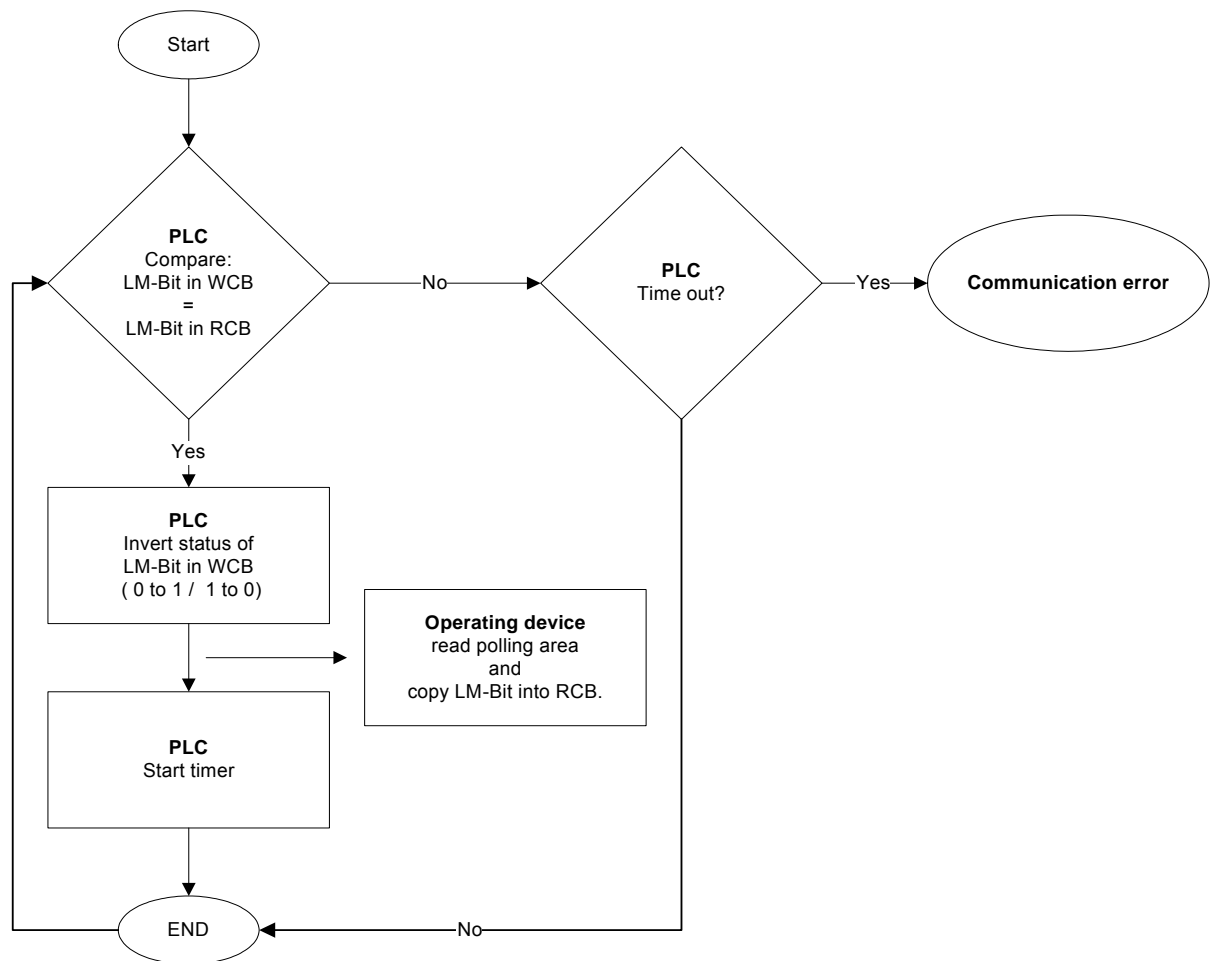 Start
PLC
Compare:
LM-Bit in WCB
=
LM-Bit in RCB
No
PLC
Time out?
Yes
Communication error
Yes
PLC
Invert status of
LM-Bit in WCB
( 0 to 1 / 1 to 0)
Operating device
read polling area
and
copy LM-Bit into RCB.
PLC
Start timer
END
No